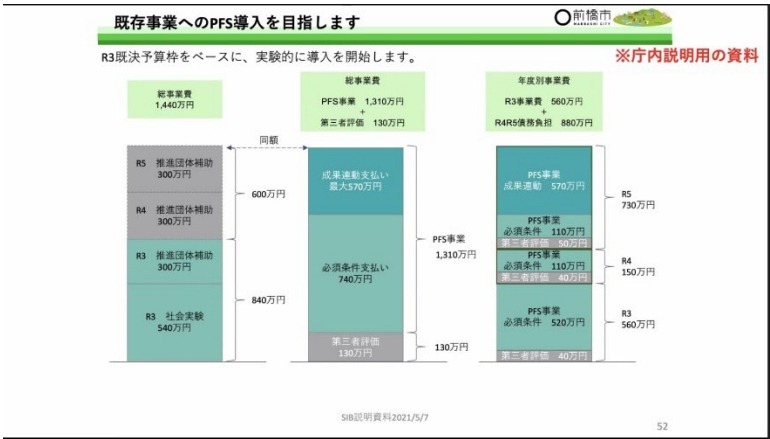 既存事業へのPFS導入を目指します
前橋市
MAEBASHI CITY
R3既決予算枠をベースに、実験的に導入を開始します。
※庁内説明用の資料
総事業費
1,440万円
総事業費
PFS事業 1,310万円
+
第三者評価 130万円
年度別事業費
R3事業費 560万円
+
R4R5債務負担 880万円
同額
R5 推進団体補助
300万円
R4 推進団体補助
300万円
R3 推進団体補助
300万円
R3 社会実験
540万円
600万円
840万円
成果連動支払い
最大570万円
必須条件支払い
740万円
第三者評価
130万円
PFS事業
1,310万円
130万円
PFS事業
成果連動 570万円
PFS事業
必須条件 110万円
第三者評価 50万円
PFS事業
必須条件 110万円
第三者評価 40万円
PFS事業
必須条件 520万円
第三者評価 40万円
R5
730万円
R4
150万円
R3
560万円
SIB説明資料2021/5/7
52